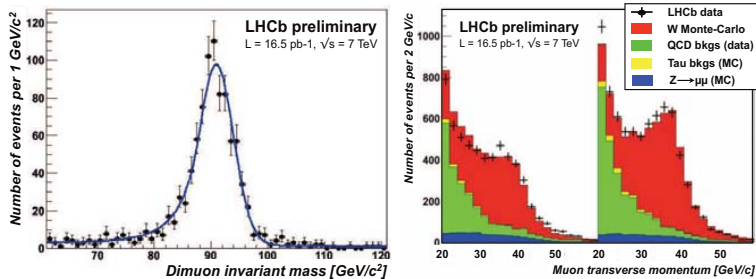 LHCb preliminary
L = 16.5 pb-1, √s = 7 TeV
Number of events per 1 GeV/c²
120
100
80
60
40
20
0
60 70 80 90 100 110 120
Dimuon invariant mass [GeV/c²]
LHCb preliminary
L = 16.5 pb-1, √s = 7 TeV
LHCb data
W Monte-Carlo
QCD bkgs (data)
Tau bkgs (MC)
Z→μμ (MC)
Number of events per 2 GeV/c
1000
800
600
400
200
0
20 30 40 50 20 30 40 50 60
Muon transverse momentum [GeV/c]